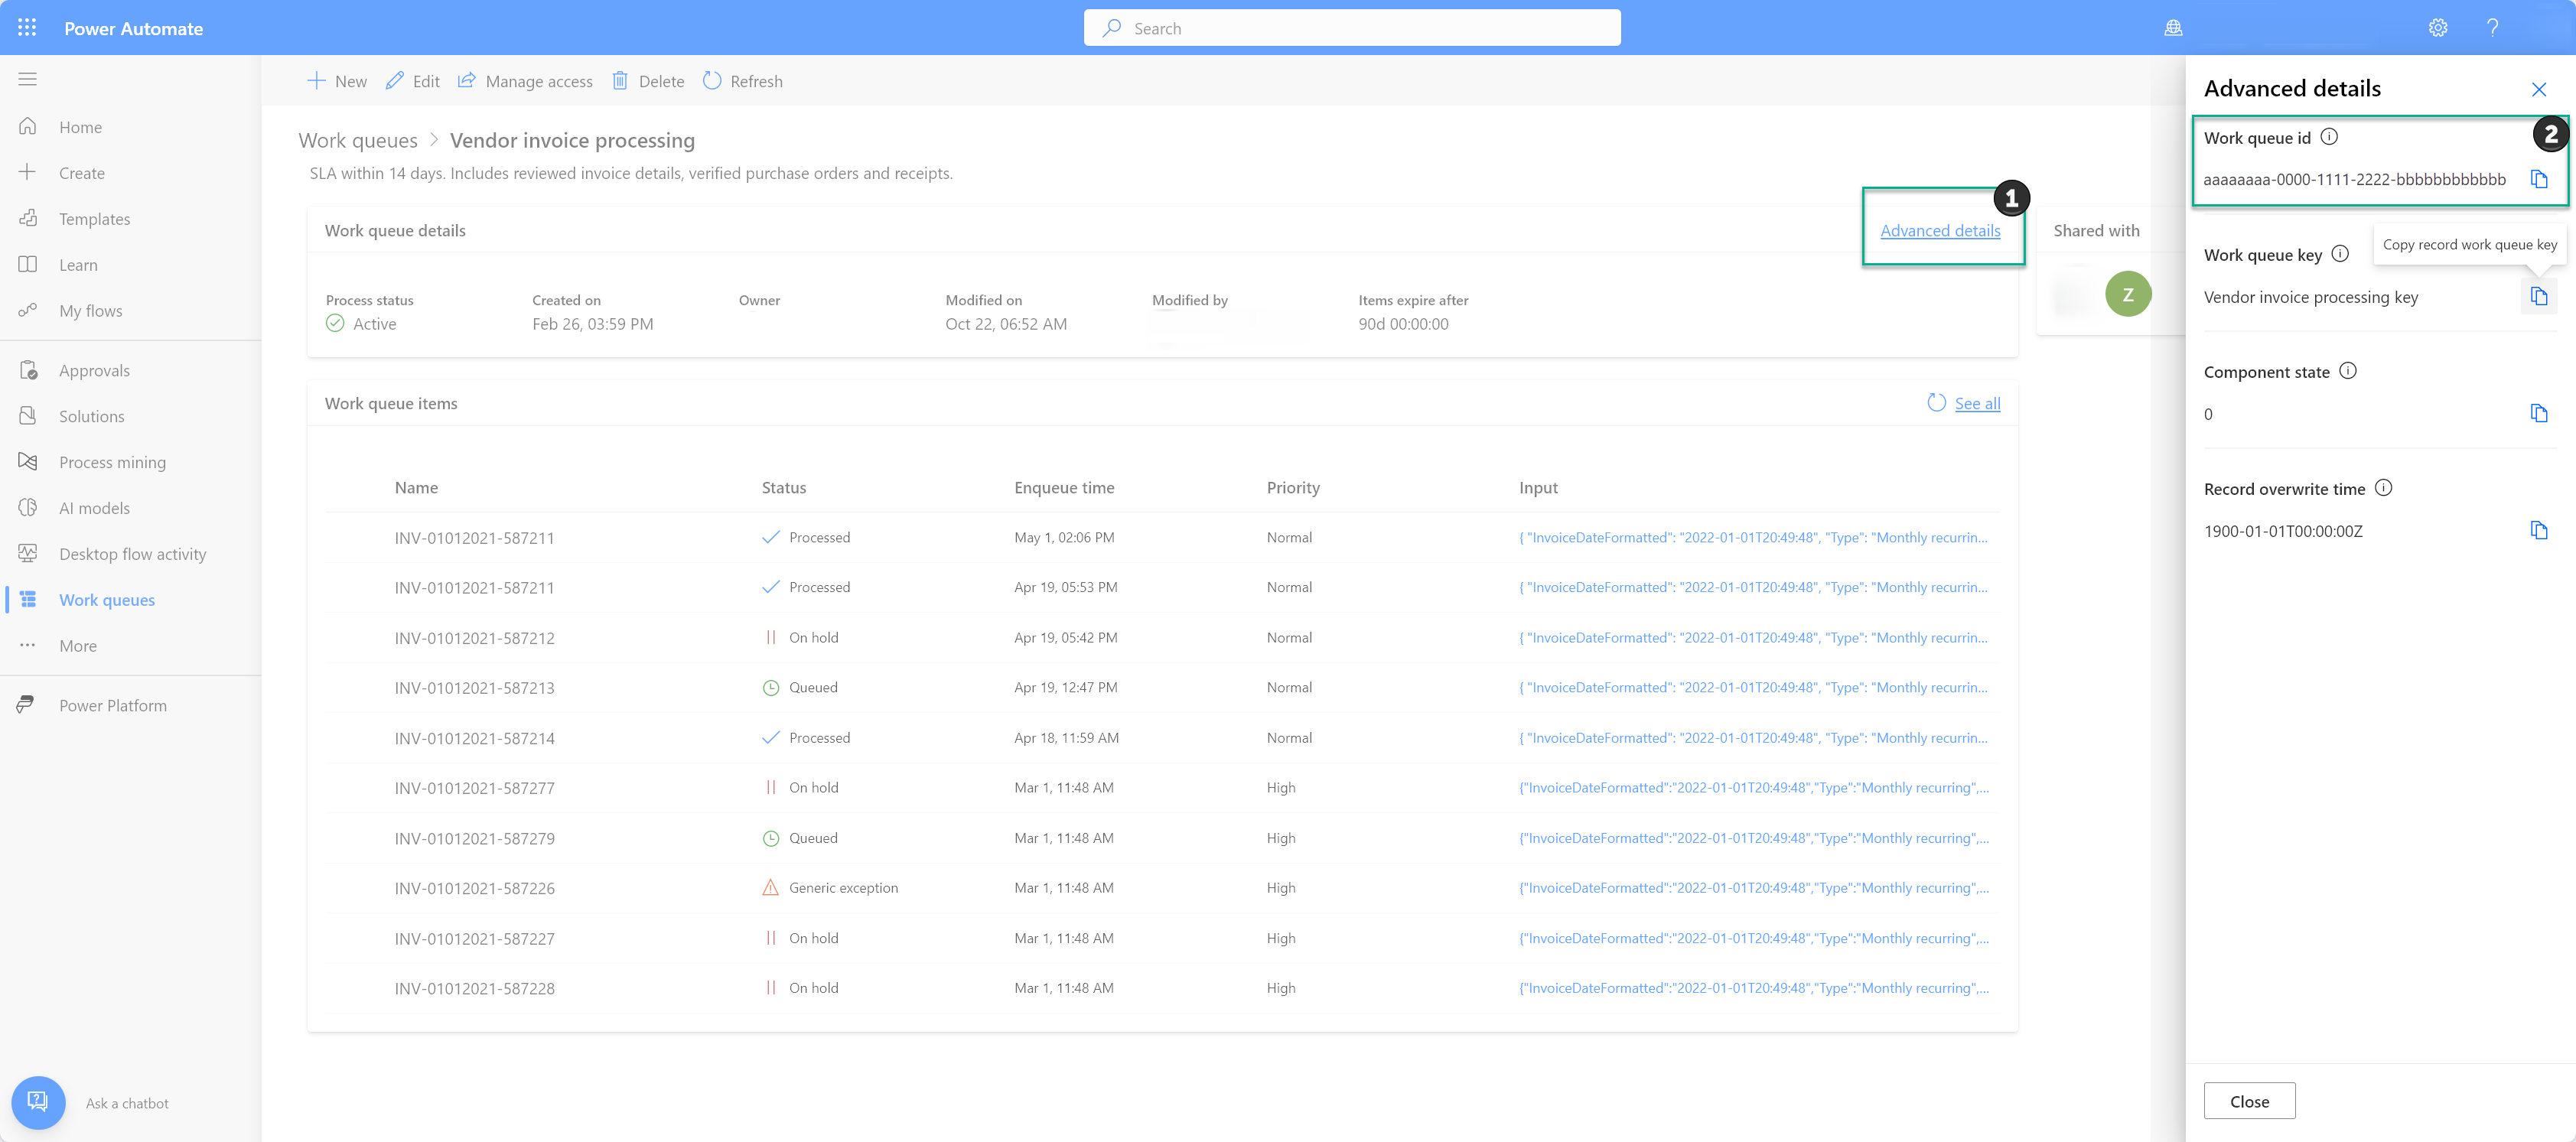 Power Automate
Search
?
New Edit Manage access Delete Refresh
Home
Create
Templates
Learn
My flows
Approvals
Solutions
Process mining
AI models
Desktop flow activity
Work queues
More
Power Platform
Ask a chatbot
Work queues > Vendor invoice processing
SLA within 14 days. Includes reviewed invoice details, verified purchase orders and receipts.
Work queue details
Advanced details
1
Process status Created on Owner Modified on Modified by Items expire after
Active Feb 26, 03:59 PM Oct 22, 06:52 AM 90d 00:00:00
Shared with
Z
Work queue items
See all
Name Status Enqueue time Priority Input
INV-01012021-587211 Processed May 1, 02:06 PM Normal { "InvoiceDateFormatted": "2022-01-01T20:49:48", "Type": "Monthly recurrin...
INV-01012021-587211 Processed Apr 19, 05:53 PM Normal { "InvoiceDateFormatted": "2022-01-01T20:49:48", "Type": "Monthly recurrin...
INV-01012021-587212 On hold Apr 19, 05:42 PM Normal { "InvoiceDateFormatted": "2022-01-01T20:49:48", "Type": "Monthly recurrin...
INV-01012021-587213 Queued Apr 19, 12:47 PM Normal { "InvoiceDateFormatted": "2022-01-01T20:49:48", "Type": "Monthly recurrin...
INV-01012021-587214 Processed Apr 18, 11:59 AM Normal { "InvoiceDateFormatted": "2022-01-01T20:49:48", "Type": "Monthly recurrin...
INV-01012021-587277 On hold Mar 1, 11:48 AM High {"InvoiceDateFormatted":"2022-01-01T20:49:48","Type":"Monthly recurring",...
INV-01012021-587279 Queued Mar 1, 11:48 AM High {"InvoiceDateFormatted":"2022-01-01T20:49:48","Type":"Monthly recurring",...
INV-01012021-587226 Generic exception Mar 1, 11:48 AM High {"InvoiceDateFormatted":"2022-01-01T20:49:48","Type":"Monthly recurring",...
INV-01012021-587227 On hold Mar 1, 11:48 AM High {"InvoiceDateFormatted":"2022-01-01T20:49:48","Type":"Monthly recurring",...
INV-01012021-587228 On hold Mar 1, 11:48 AM High {"InvoiceDateFormatted":"2022-01-01T20:49:48","Type":"Monthly recurring",...
Advanced details
Work queue id
2
aaaaaaaa-0000-1111-2222-bbbbbbbbbbbb
Copy record work queue key
Work queue key
Vendor invoice processing key
Component state
0
Record overwrite time
1900-01-01T00:00:00Z
Close